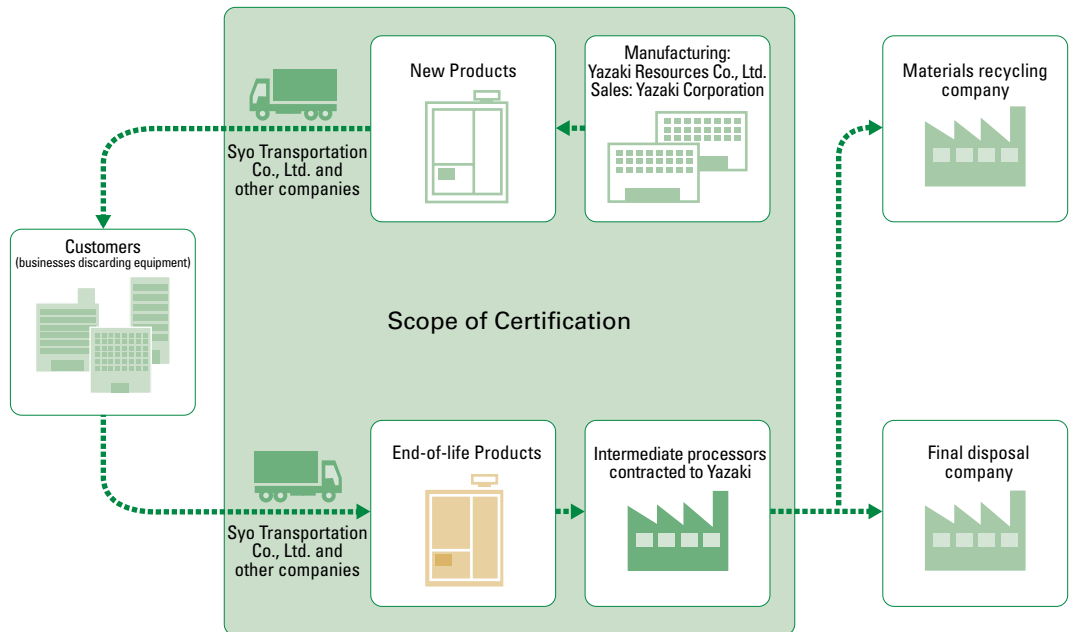 New Products
Manufacturing:
Yazaki Resources Co., Ltd.
Sales: Yazaki Corporation
Materials recycling
company
Syo Transportation
Co., Ltd. and
other companies
Customers
(businesses discarding equipment)
Scope of Certification
End-of-life Products
Intermediate processors
contracted to Yazaki
Final disposal
company
Syo Transportation
Co., Ltd. and
other companies